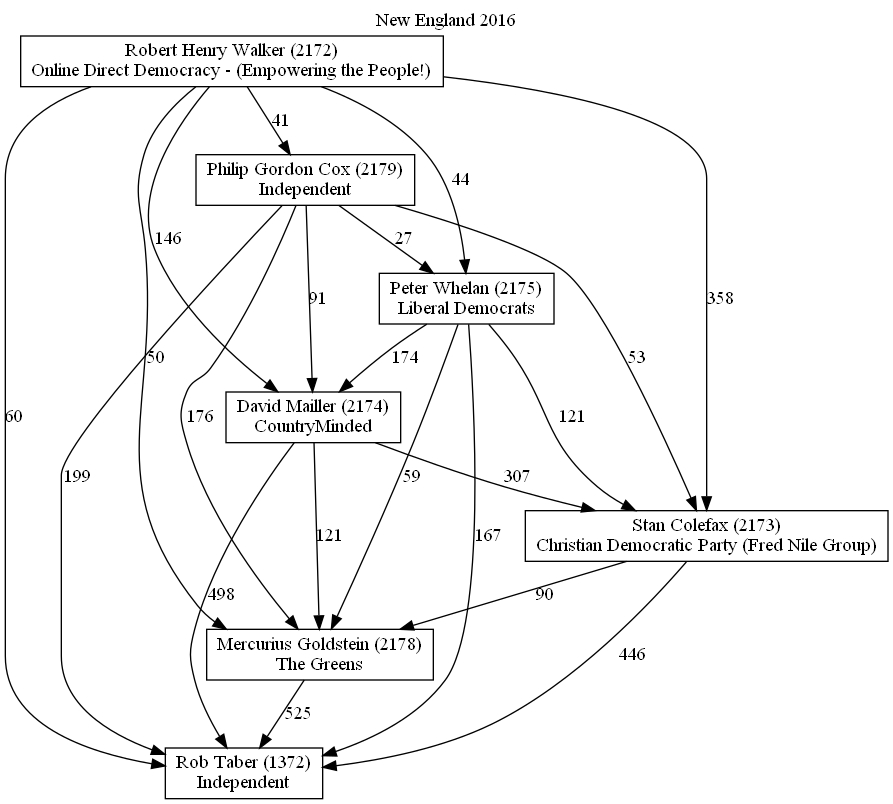 New England 2016
Robert Henry Walker (2172)
Online Direct Democracy - (Empowering the People!)
41
Philip Gordon Cox (2179)
Independent
44
146
27
Peter Whelan (2175)
Liberal Democrats
91
358
50
174
53
David Mailler (2174)
CountryMinded
60
176
121
199
59
307
Stan Colefax (2173)
Christian Democratic Party (Fred Nile Group)
121
167
498
90
Mercurius Goldstein (2178)
The Greens
446
525
Rob Taber (1372)
Independent